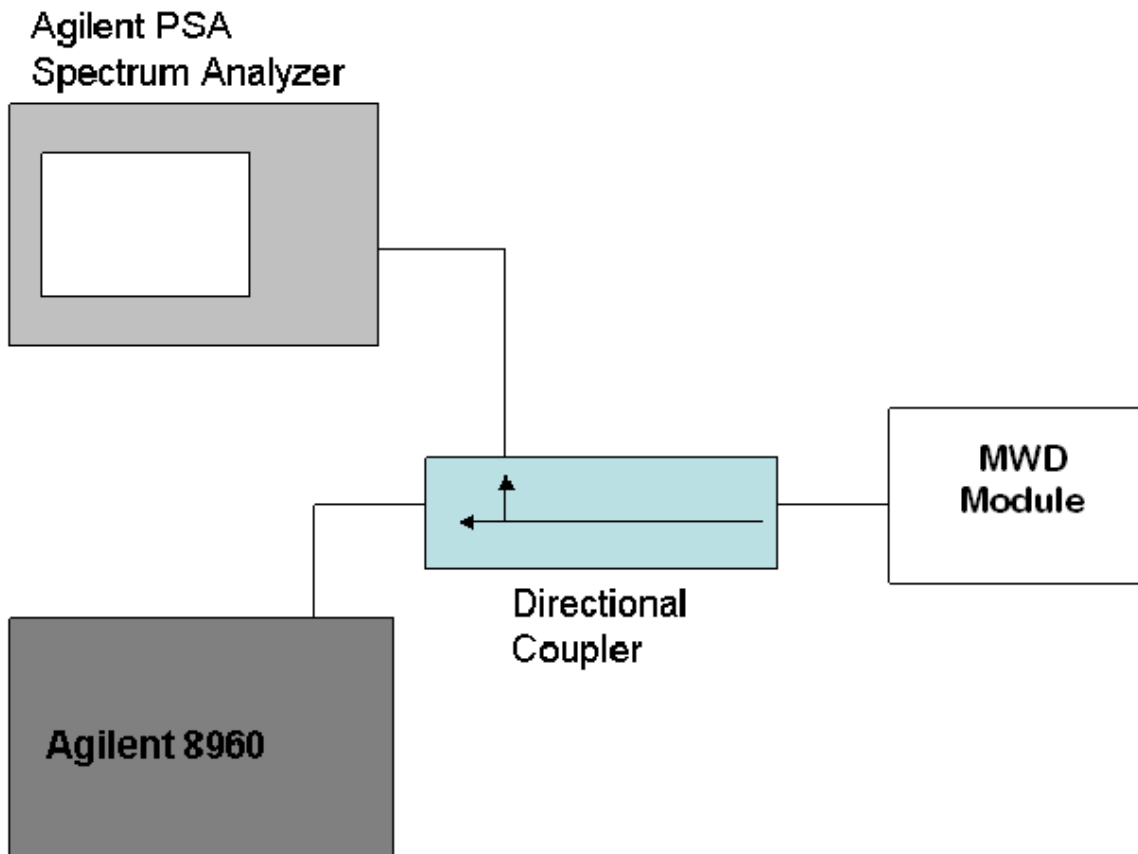 Agilent PSA
Spectrum Analyzer
MWD
Module
Directional
Coupler
Agilent 8960